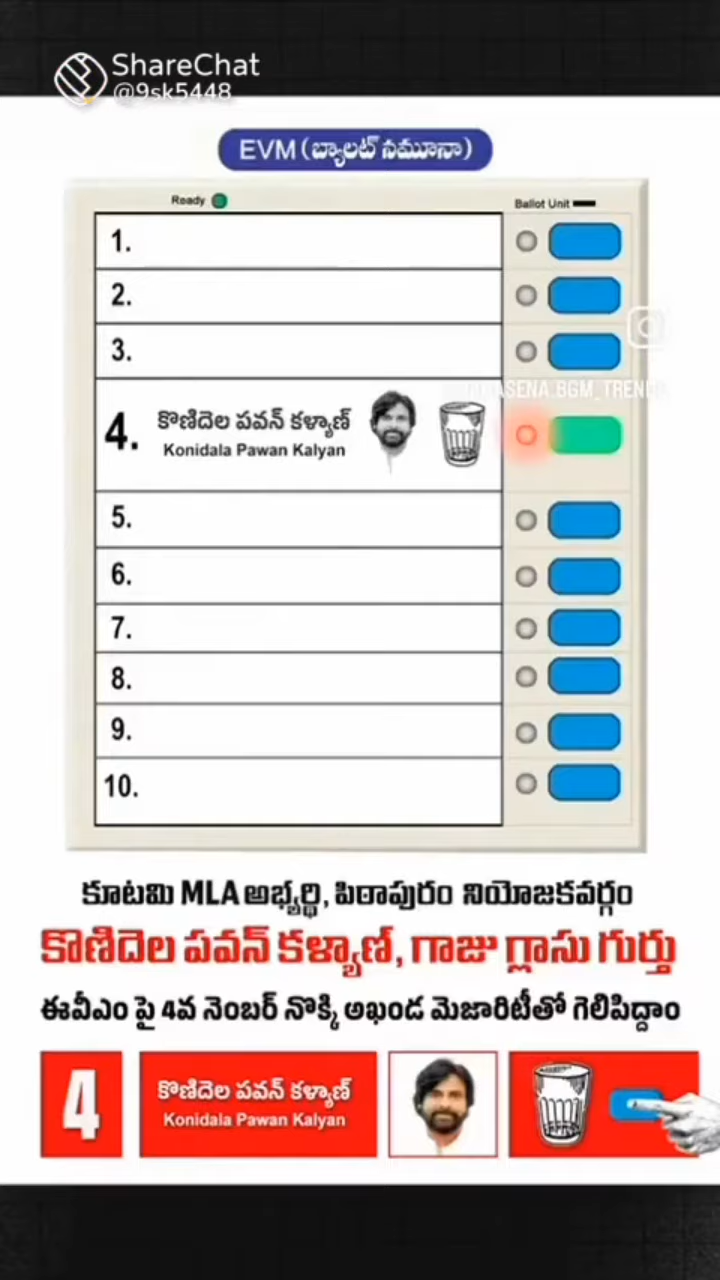 ShareChat
@9sk5448
EVM (బ్యాలట్ నమూనా)
Ready
Ballot Unit
1.
2.
3.
ASENA.BGM_TREND
4. కొణిదెల పవన్ కళ్యాణ్
Konidala Pawan Kalyan
5.
6.
7.
8.
9.
10.
కూటమి MLA అభ్యర్థి, పిఠాపురం నియోజకవర్గం
కొణిదెల పవన్ కళ్యాణ్, గాజు గ్లాసు గుర్తు
ఈవీఎం పై 4వ నెంబర్ నొక్కి అఖండ మెజారిటీతో గెలిపిద్దాం
4 కొణిదెల పవన్ కళ్యాణ్
Konidala Pawan Kalyan